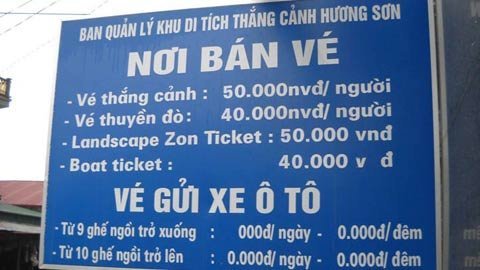 BAN QUẢN LÝ KHU DI TÍCH THẮNG CẢNH HƯƠNG SƠN
NƠI BÁN VÉ
- Vé thắng cảnh : 50.000nvđ/ người
- Vé thuyền đò: 40.000nvđ/ người
- Landscape Zon Ticket : 50.000 vnđ
- Boat ticket : 40.000 v đ
VÉ GỬI XE Ô TÔ
- Từ 9 ghế ngồi trở xuống : 000đ/ ngày - 0.000đ/ đêm
- Từ 10 ghế ngồi trở lên : 0.000đ/ ngày - 0.000đ/ đêm